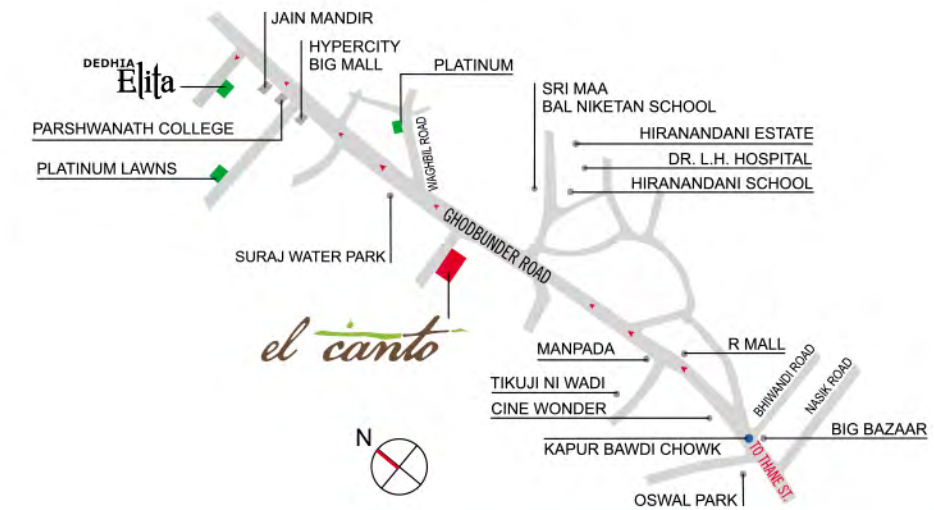 JAIN MANDIR
HYPERCITY
BIG MALL
DEDHIA
Elita
PLATINUM
SRI MAA
BAL NIKETAN SCHOOL
PARSHWANATH COLLEGE
HIRANANDANI ESTATE
DR. L.H. HOSPITAL
PLATINUM LAWNS
HIRANANDANI SCHOOL
WAGHBIL ROAD
GHODBUNDER ROAD
SURAJ WATER PARK
el canto
MANPADA
R MALL
TIKUJI NI WADI
CINE WONDER
BHIWANDI ROAD
NASIK ROAD
KAPUR BAWDI CHOWK
BIG BAZAAR
TO THANE ST.
OSWAL PARK
N